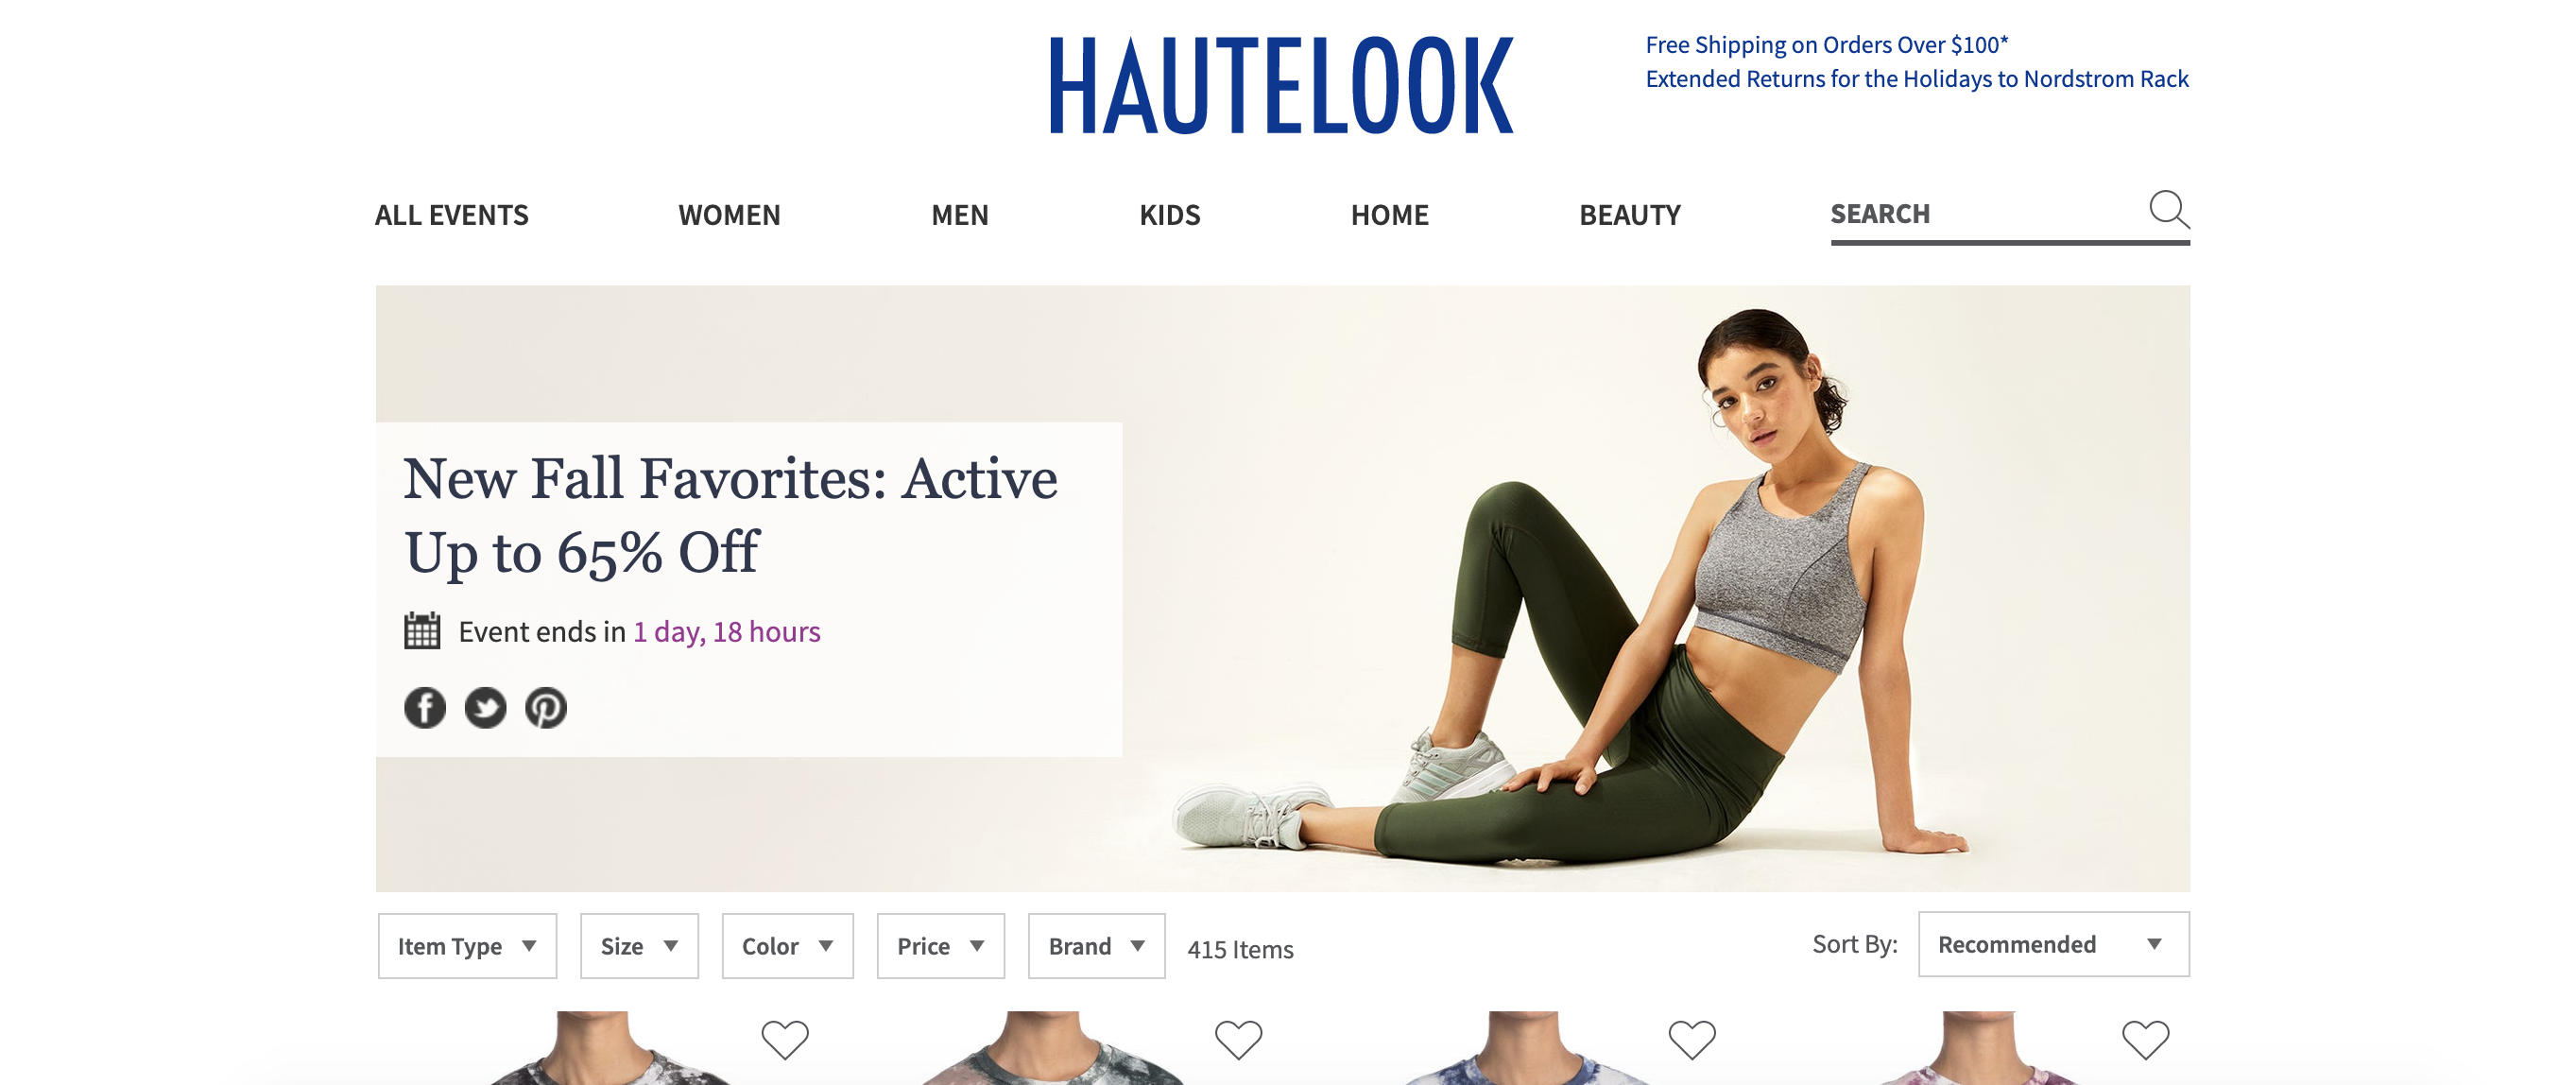 HAUTELOOK
Free Shipping on Orders Over $100*
Extended Returns for the Holidays to Nordstrom Rack
ALL EVENTS
WOMEN
MEN
KIDS
HOME
BEAUTY
SEARCH
New Fall Favorites: Active
Up to 65% Off
Event ends in 1 day, 18 hours
Item Type
Size
Color
Price
Brand
415 Items
Sort By:
Recommended